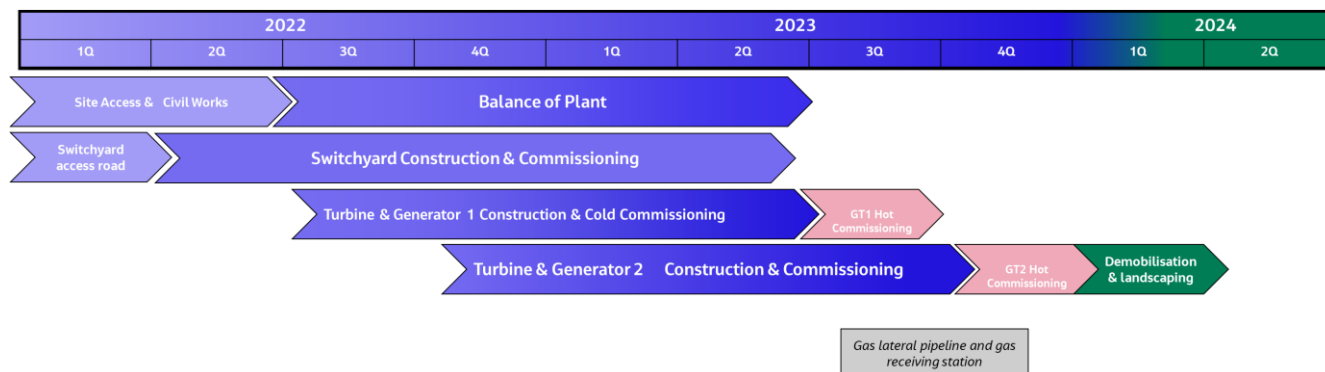 2022 2023 2024
1Q 2Q 3Q 4Q 1Q 2Q 3Q 4Q 1Q 2Q
Site Access & Civil Works
Balance of Plant
Switchyard
access road
Switchyard Construction & Commissioning
Turbine & Generator 1 Construction & Cold Commissioning
GT1 Hot
Commissioning
Turbine & Generator 2 Construction & Commissioning
GT2 Hot
Commissioning
Demobilisation
& landscaping
Gas lateral pipeline and gas
receiving station